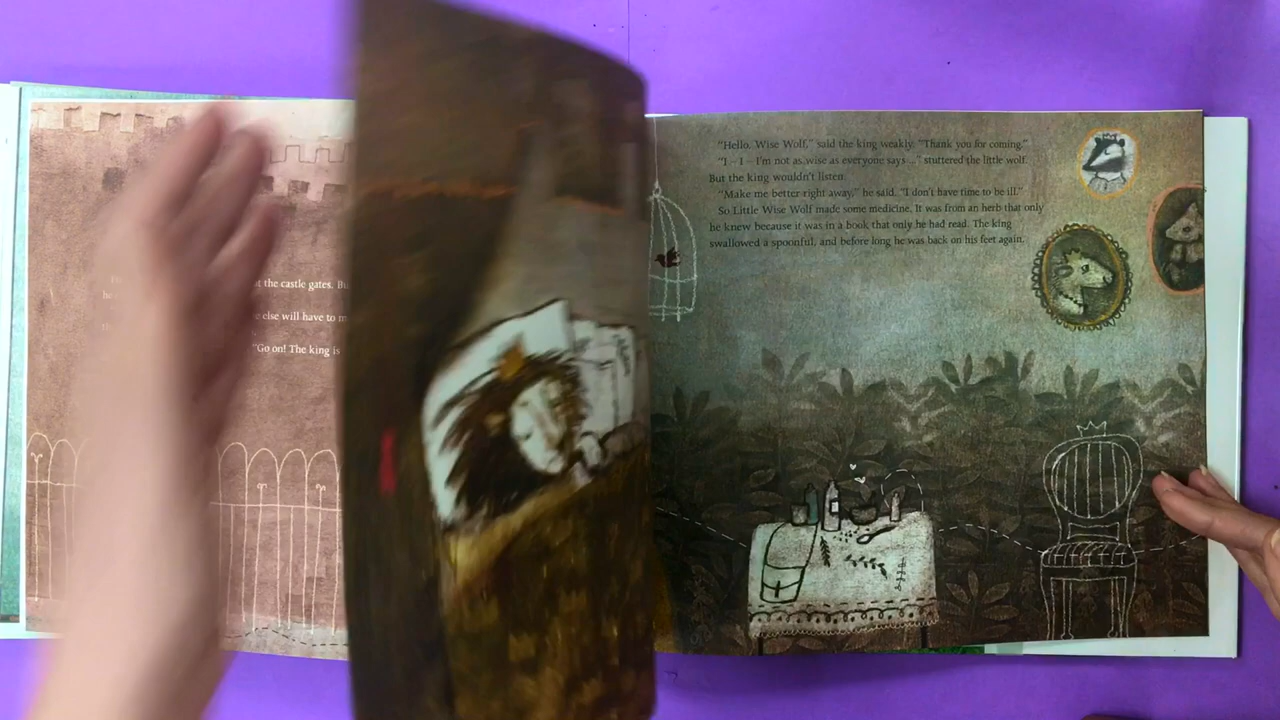 t the castle gates. Bu
e else will have to m
"Go on! The king is
"Hello, Wise Wolf," said the king weakly. "Thank you for coming."
"I – I – I'm not as wise as everyone says ..." stuttered the little wolf.
But the king wouldn't listen.
"Make me better right away," he said. "I don't have time to be ill."
So Little Wise Wolf made some medicine. It was from an herb that only
he knew because it was in a book that only he had read. The king
swallowed a spoonful, and before long he was back on his feet again.